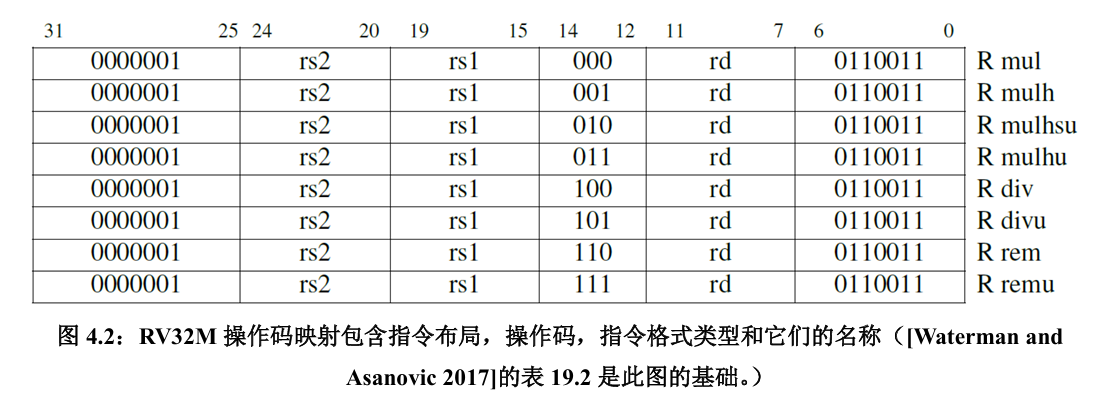 31 25 24 20 19 15 14 12 11 7 6 0
0000001 rs2 rs1 000 rd 0110011 R mul
0000001 rs2 rs1 001 rd 0110011 R mulh
0000001 rs2 rs1 010 rd 0110011 R mulhsu
0000001 rs2 rs1 011 rd 0110011 R mulhu
0000001 rs2 rs1 100 rd 0110011 R div
0000001 rs2 rs1 101 rd 0110011 R divu
0000001 rs2 rs1 110 rd 0110011 R rem
0000001 rs2 rs1 111 rd 0110011 R remu
图 4.2：RV32M 操作码映射包含指令布局，操作码，指令格式类型和它们的名称（[Waterman and
Asanovic 2017]的表 19.2 是此图的基础。）